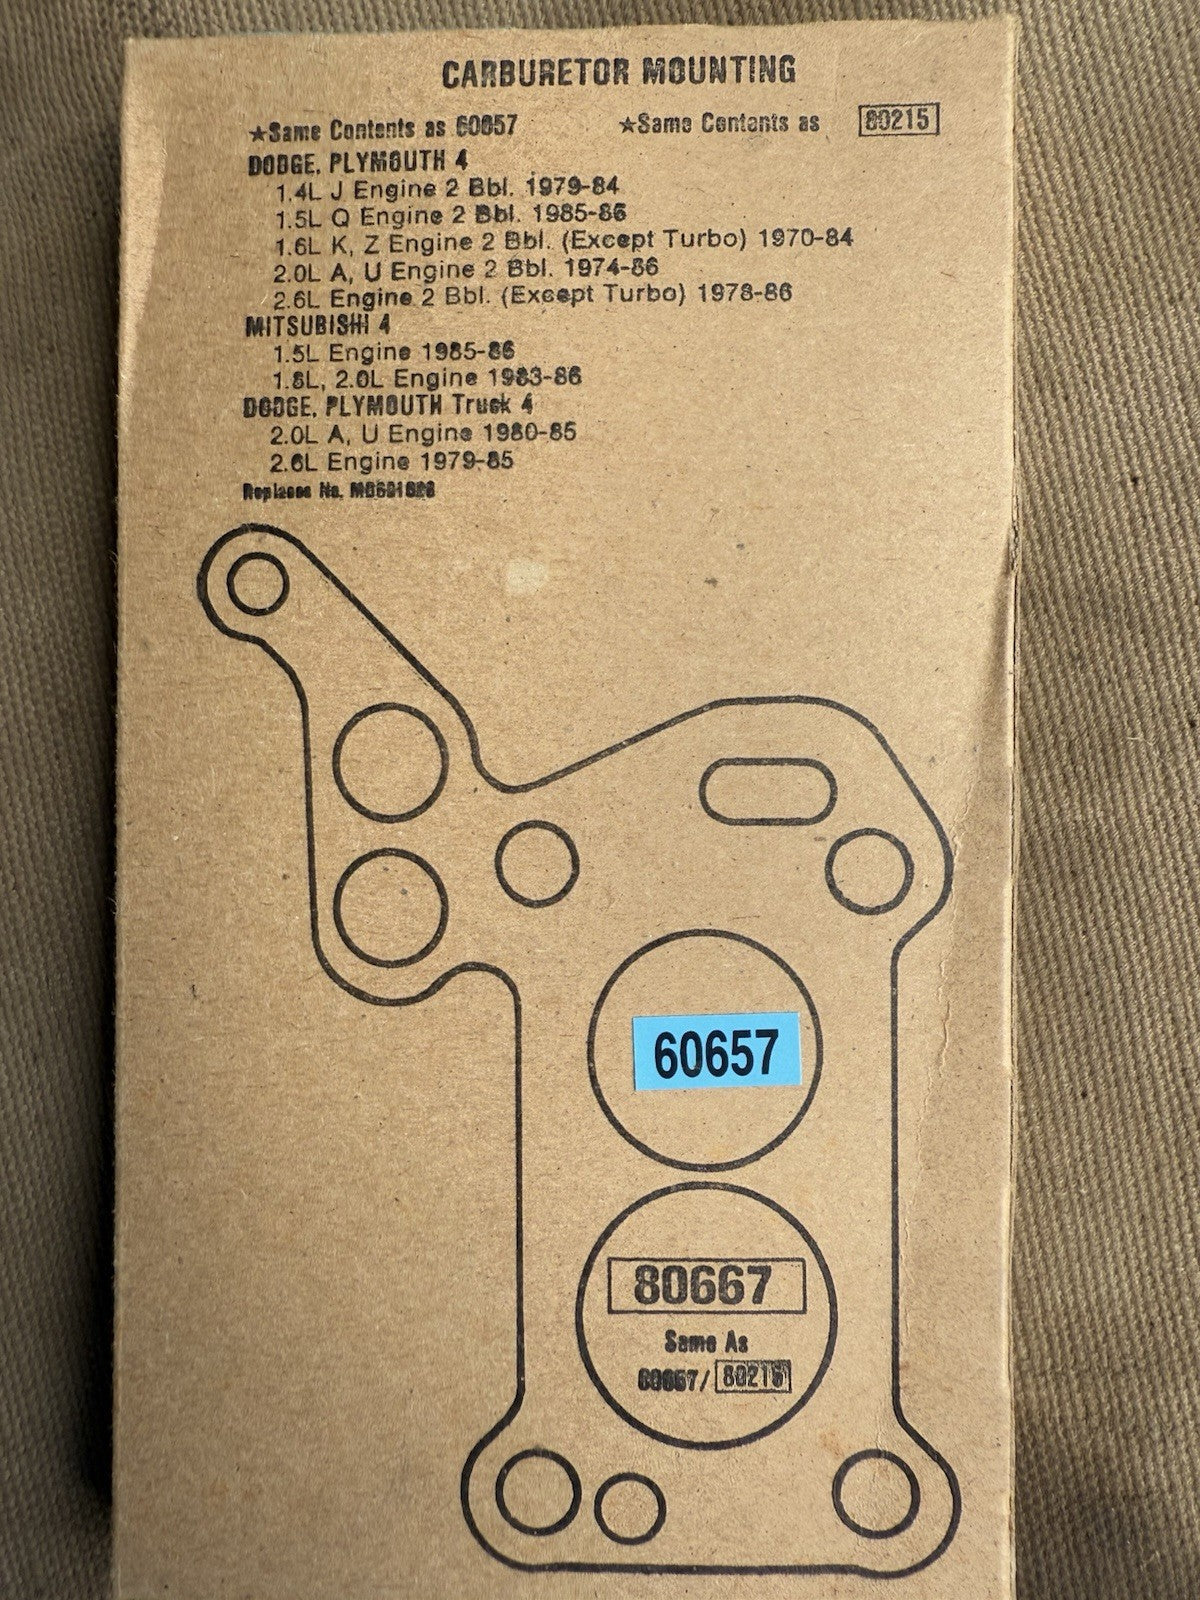 CARBURETOR MOUNTING
★Same Contents as 60657 ★Same Contents as 80215
DODGE, PLYMOUTH 4
1.4L J Engine 2 Bbl. 1979-84
1.5L Q Engine 2 Bbl. 1985-86
1.6L K, Z Engine 2 Bbl. (Except Turbo) 1970-84
2.0L A, U Engine 2 Bbl. 1974-86
2.6L Engine 2 Bbl. (Except Turbo) 1978-86
MITSUBISHI 4
1.5L Engine 1985-86
1.8L, 2.0L Engine 1983-86
DODGE, PLYMOUTH Truck 4
2.0L A, U Engine 1980-85
2.6L Engine 1979-85
Replaces No.
60657
80667
Same As
60657/ 80215